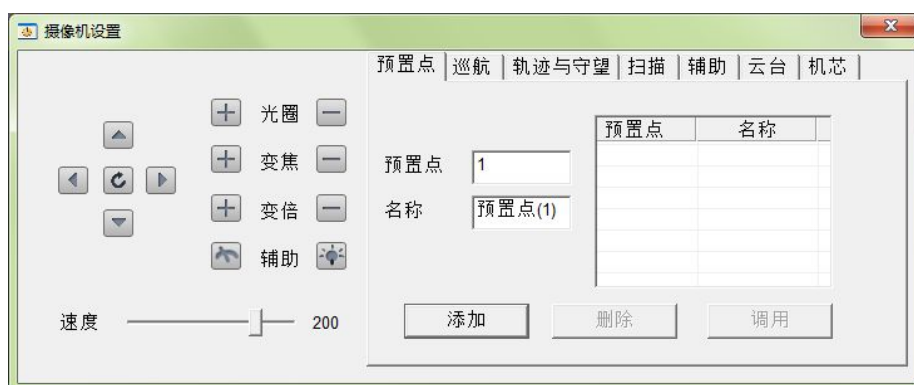 摄像机设置
预置点 巡航 轨迹与守望 扫描 辅助 云台 机芯
光圈
变焦
变倍
辅助
速度 200
预置点 1
名称 预置点(1)
预置点 名称
添加 删除 调用